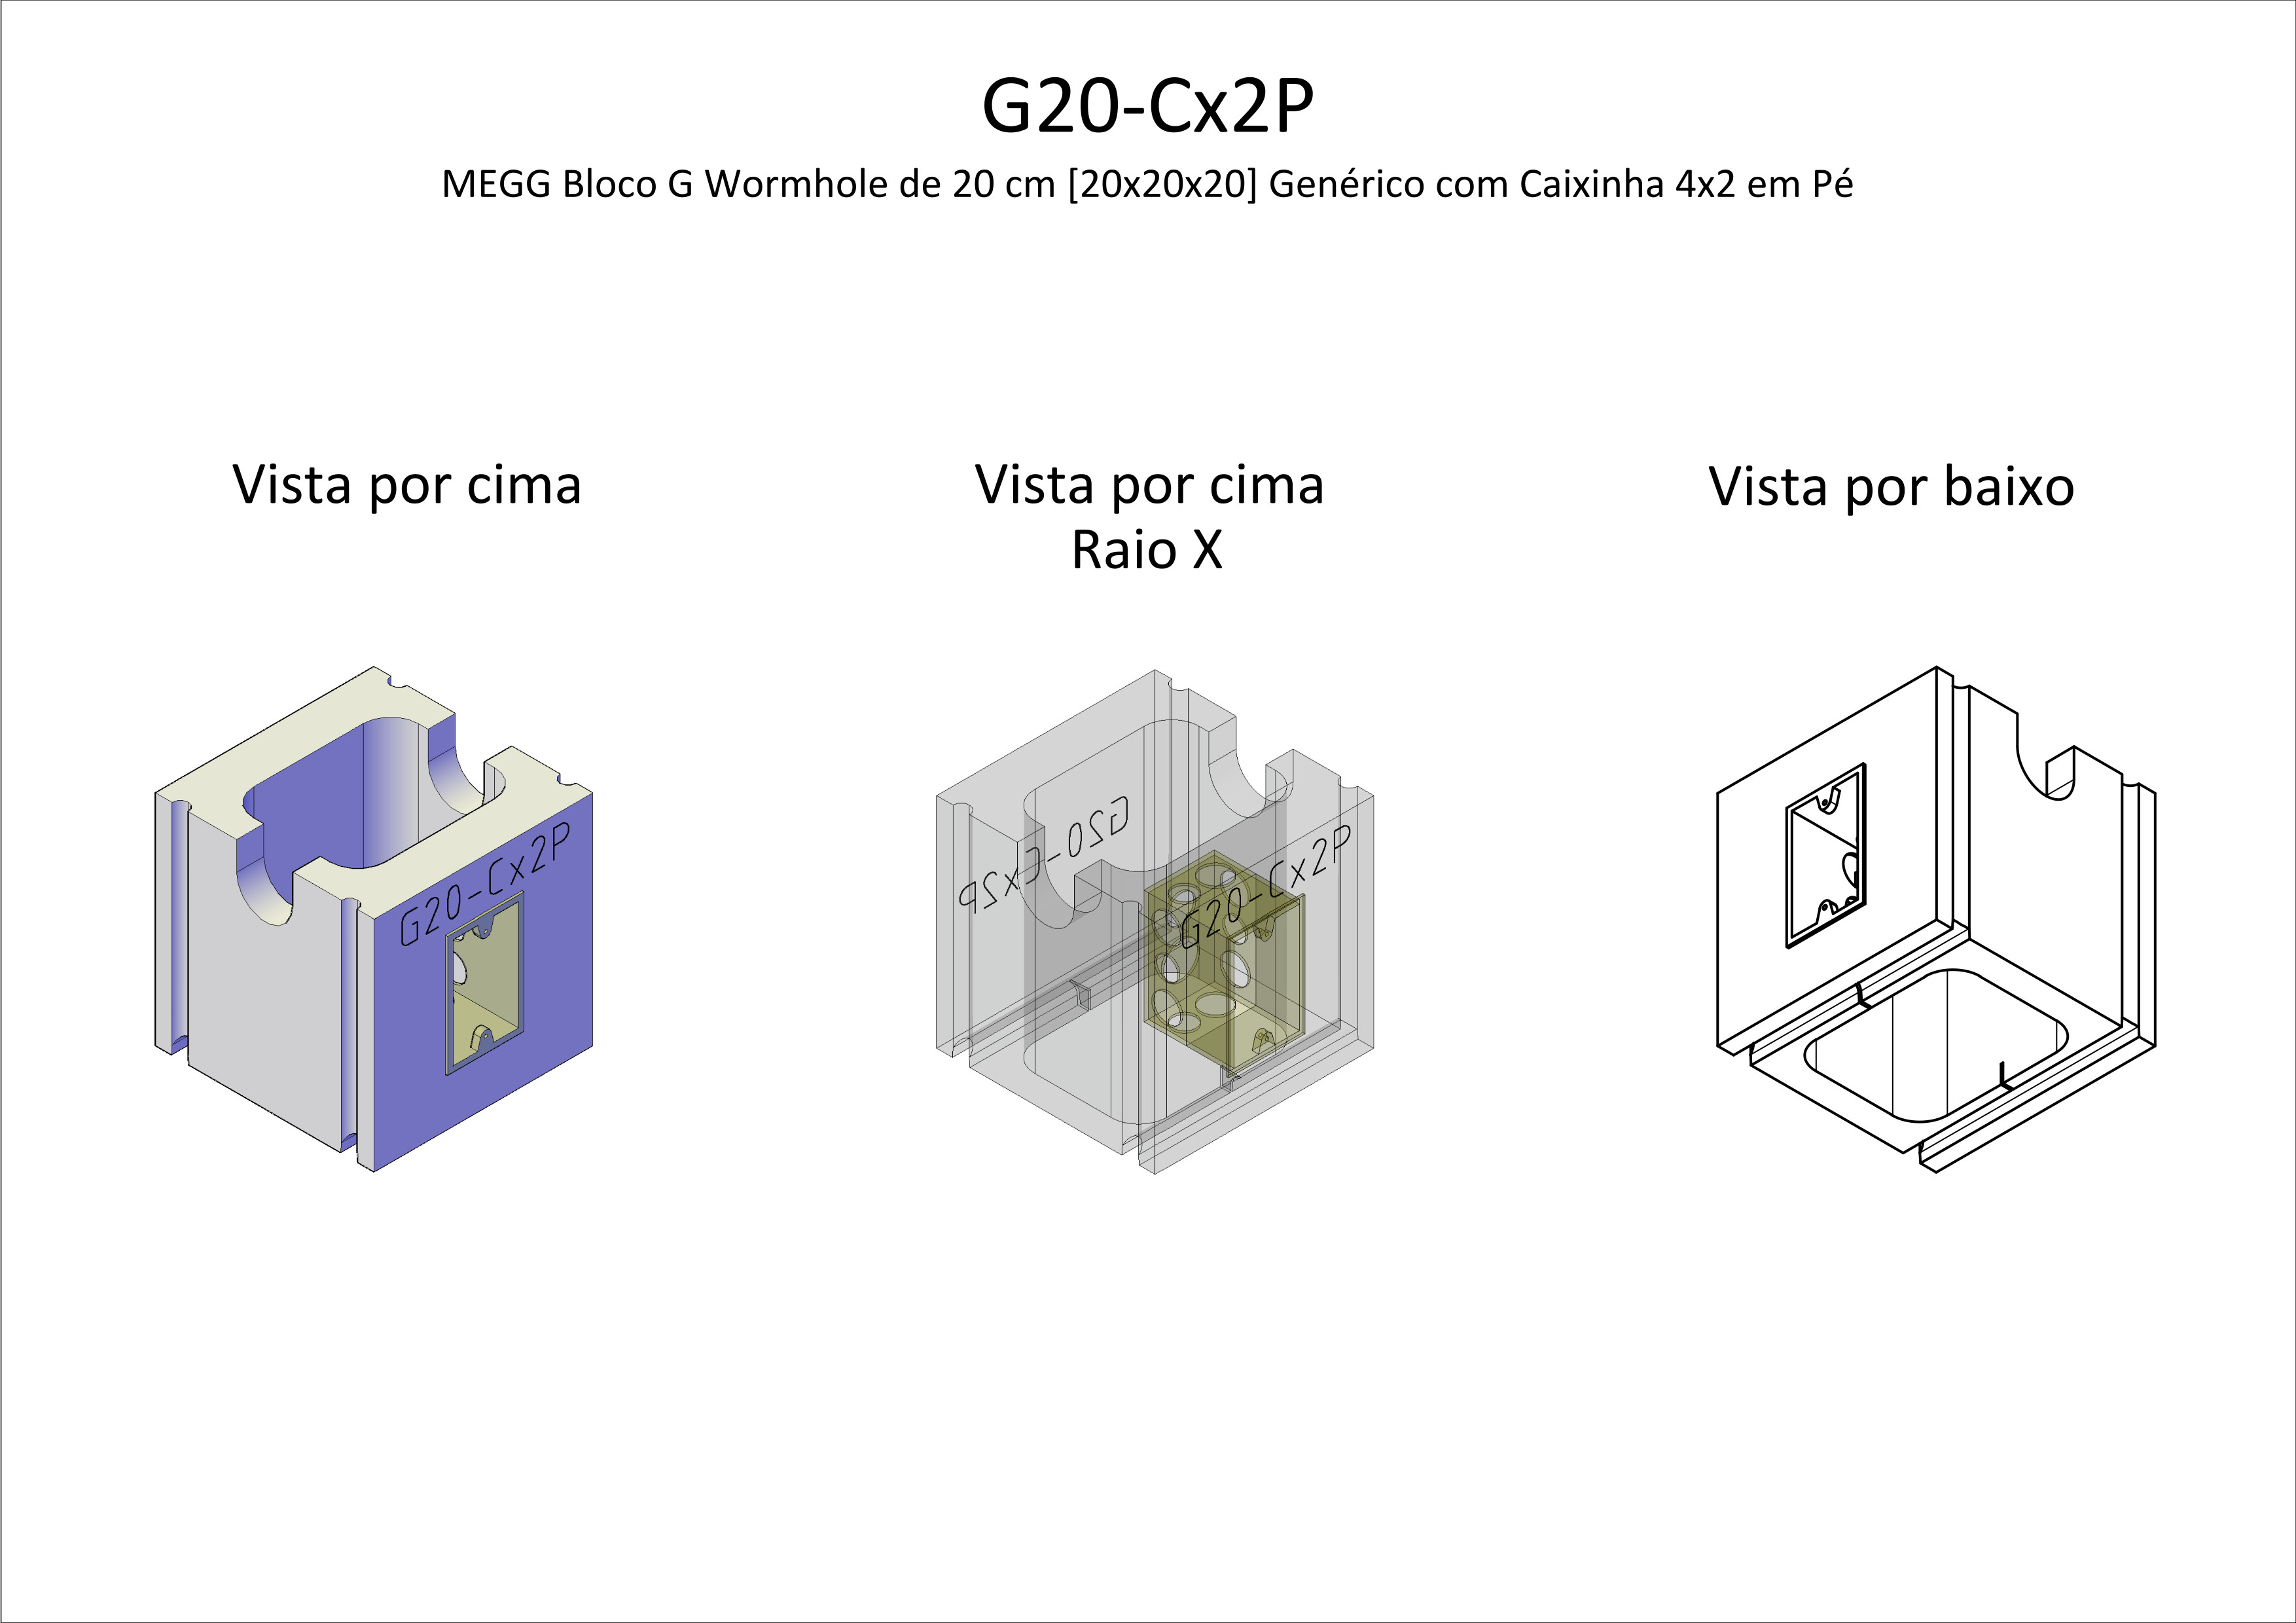 G20-Cx2P
MEGG Bloco G Wormhole de 20 cm [20x20x20] Genérico com Caixinha 4x2 em Pé
Vista por cima
Vista por cima
Raio X
Vista por baixo
G20-Cx2P
G20-Cx2P
G20-Cx2P